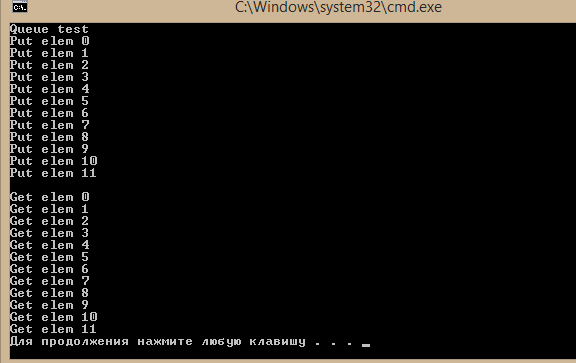 C:\Windows\system32\cmd.exe
Queue test
Put elem 0
Put elem 1
Put elem 2
Put elem 3
Put elem 4
Put elem 5
Put elem 6
Put elem 7
Put elem 8
Put elem 9
Put elem 10
Put elem 11
Get elem 0
Get elem 1
Get elem 2
Get elem 3
Get elem 4
Get elem 5
Get elem 6
Get elem 7
Get elem 8
Get elem 9
Get elem 10
Get elem 11
Для продолжения нажмите любую клавишу . . . _